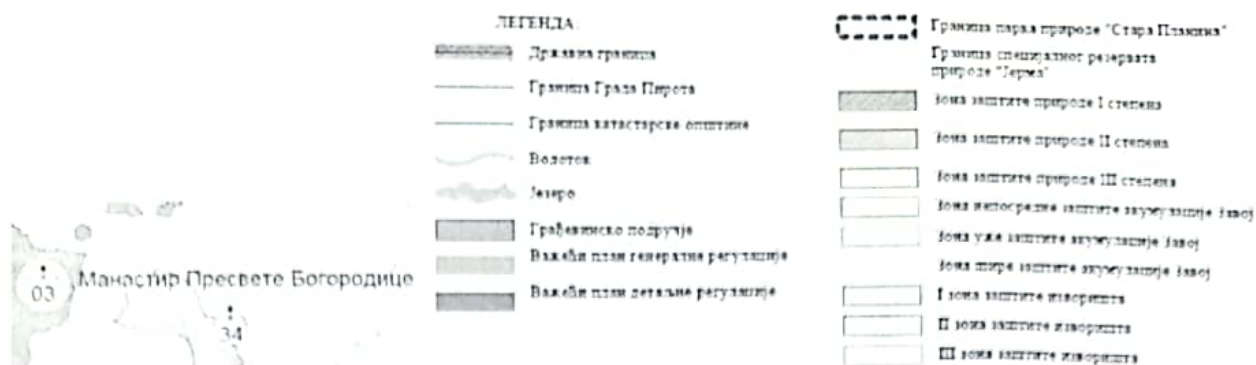 ЛЕГЕНДА:
Државна граница
Граница Града Пирота
Граница катастарске општине
Водоток
Језеро
Грађевинско подручја
Важећи план генералне регулације
Важећи план детаљне регулације
Граница парка природе "Стара Планина"
Граница специјалног резервата
природе "Јерма"
Зона заштите природе I степена
Зона заштите природе II степена
Зона заштите природе III степена
Зона непосредне заштите акумулације Завој
Зона уже заштите акумулације Завој
Зона шире заштите акумулације Завој
I зона заштите изворишта
II зона заштите изворишта
III зона заштите изворишта
03
Манастир Пресвете Богородице
34